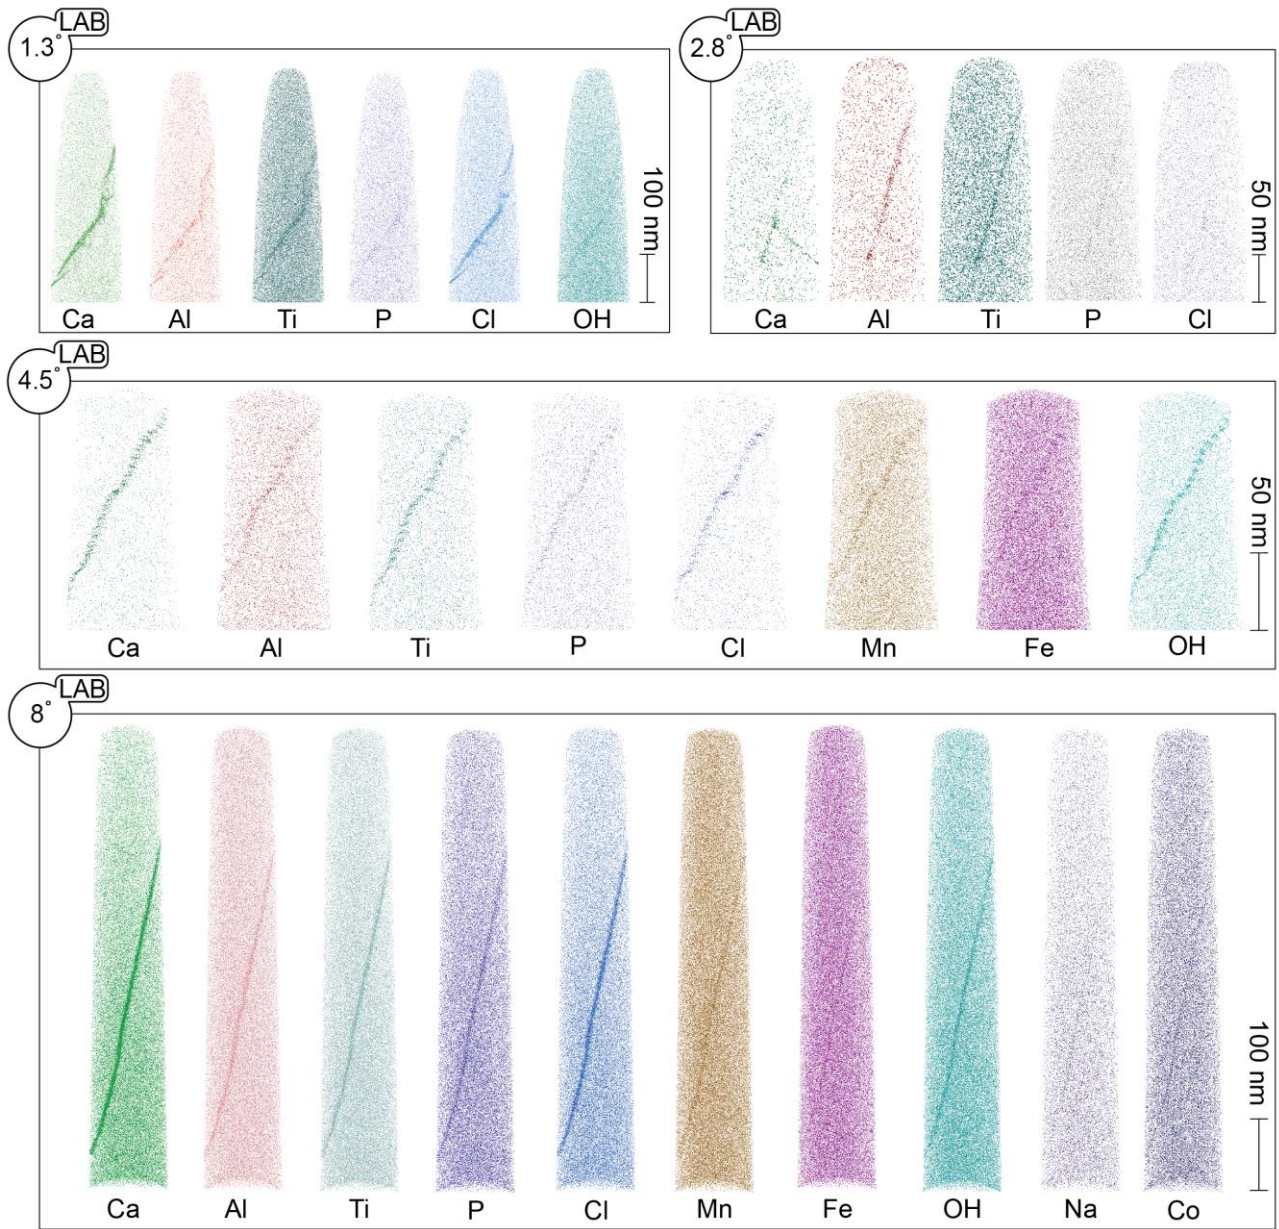 1.3° LAB
100 nm
Ca Al Ti P Cl OH
2.8° LAB
50 nm
Ca Al Ti P Cl
4.5° LAB
50 nm
Ca Al Ti P Cl Mn Fe OH
8° LAB
100 nm
Ca Al Ti P Cl Mn Fe OH Na Co